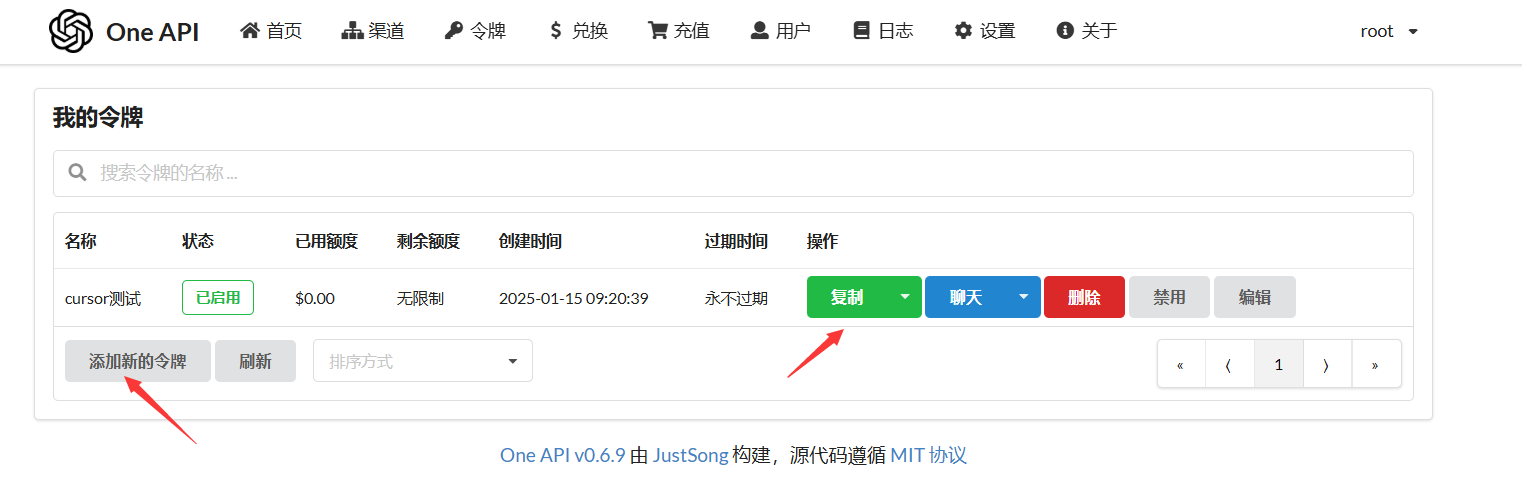 One API 首页 渠道 令牌 兑换 充值 用户 日志 设置 关于 root
我的令牌
搜索令牌的名称 ...
名称 状态 已用额度 剩余额度 创建时间 过期时间 操作
cursor测试 已启用 $0.00 无限制 2025-01-15 09:20:39 永不过期 复制 聊天 删除 禁用 编辑
添加新的令牌 刷新 排序方式 « ⟨ 1 ⟩ »
One API v0.6.9 由 JustSong 构建，源代码遵循 MIT 协议